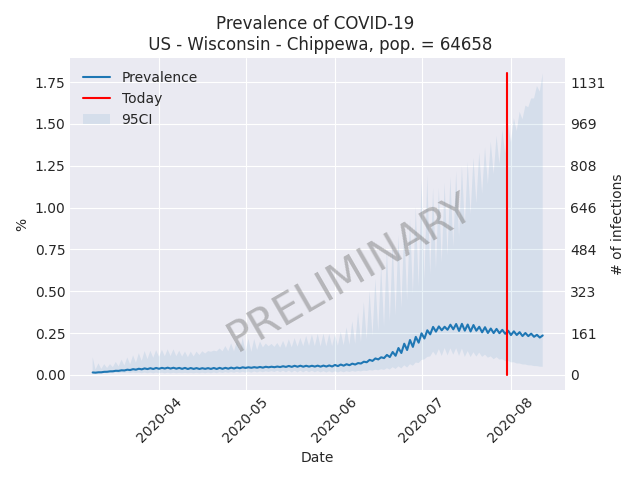 Prevalence of COVID-19
US - Wisconsin - Chippewa, pop. = 64658
Prevalence
Today
95CI
1.75
1.50
1.25
1.00
0.75
0.50
0.25
0.00
%
1131
969
808
646
484
323
161
0
# of infections
PRELIMINARY
2020-04
2020-05
2020-06
2020-07
2020-08
Date